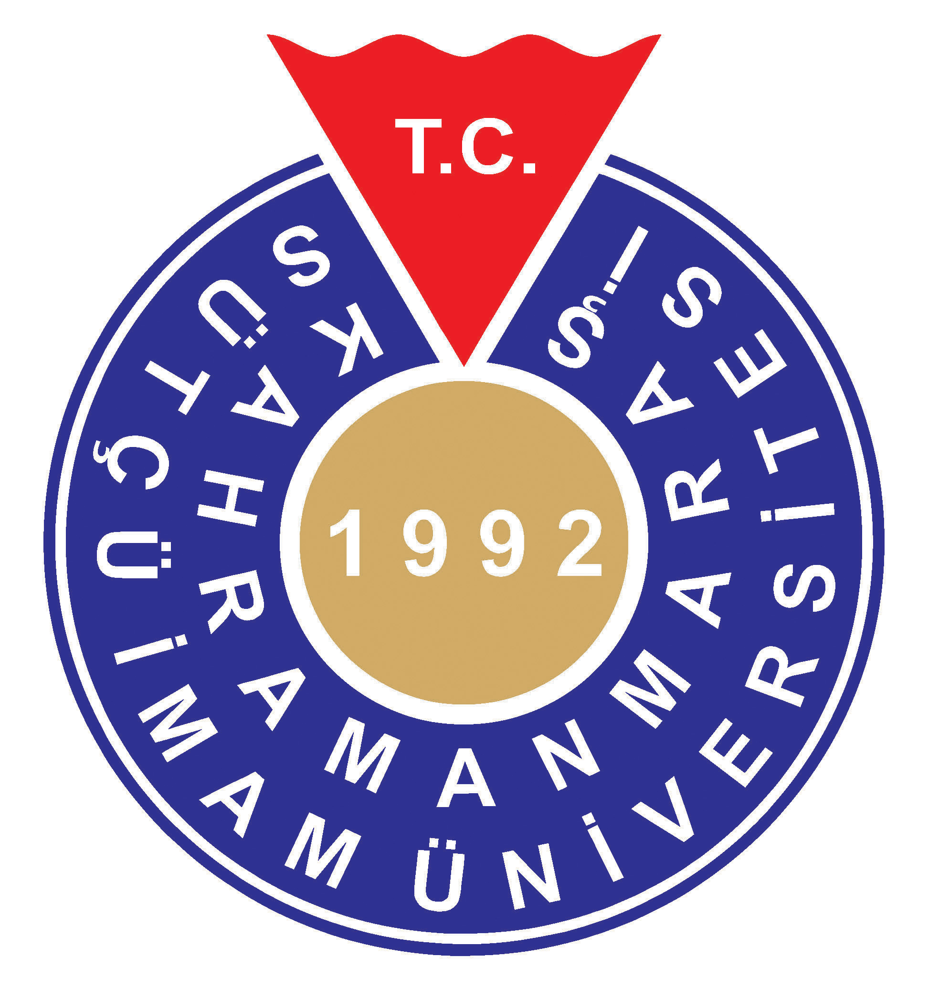 T.C.
KAHRAMANMARAŞ
SÜTÇÜ İMAM ÜNİVERSİTESİ
1992